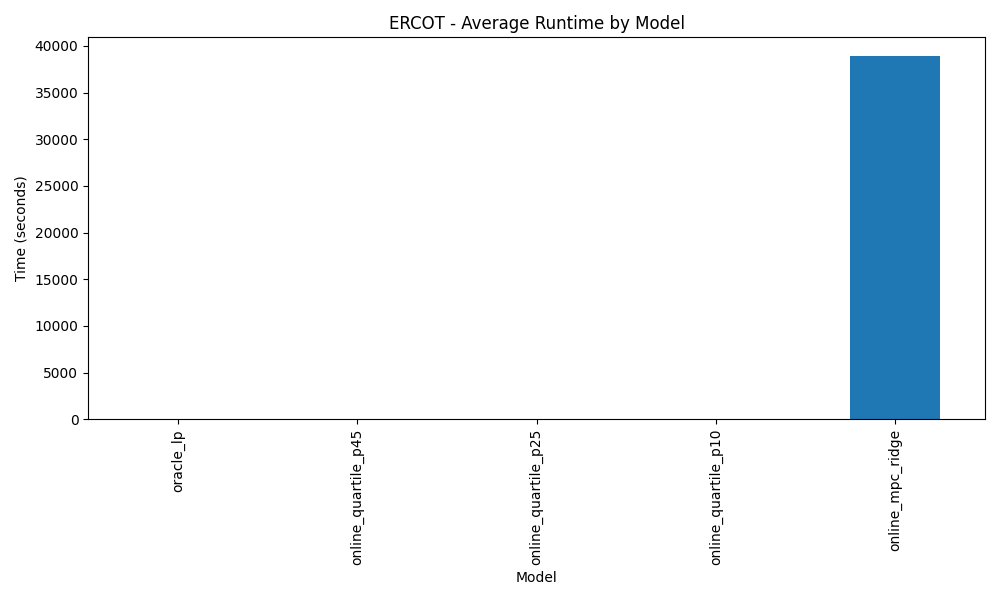 ERCOT - Average Runtime by Model
Time (seconds)
40000
35000
30000
25000
20000
15000
10000
5000
0
oracle_lp
online_quartile_p45
online_quartile_p25
online_quartile_p10
online_mpc_ridge
Model